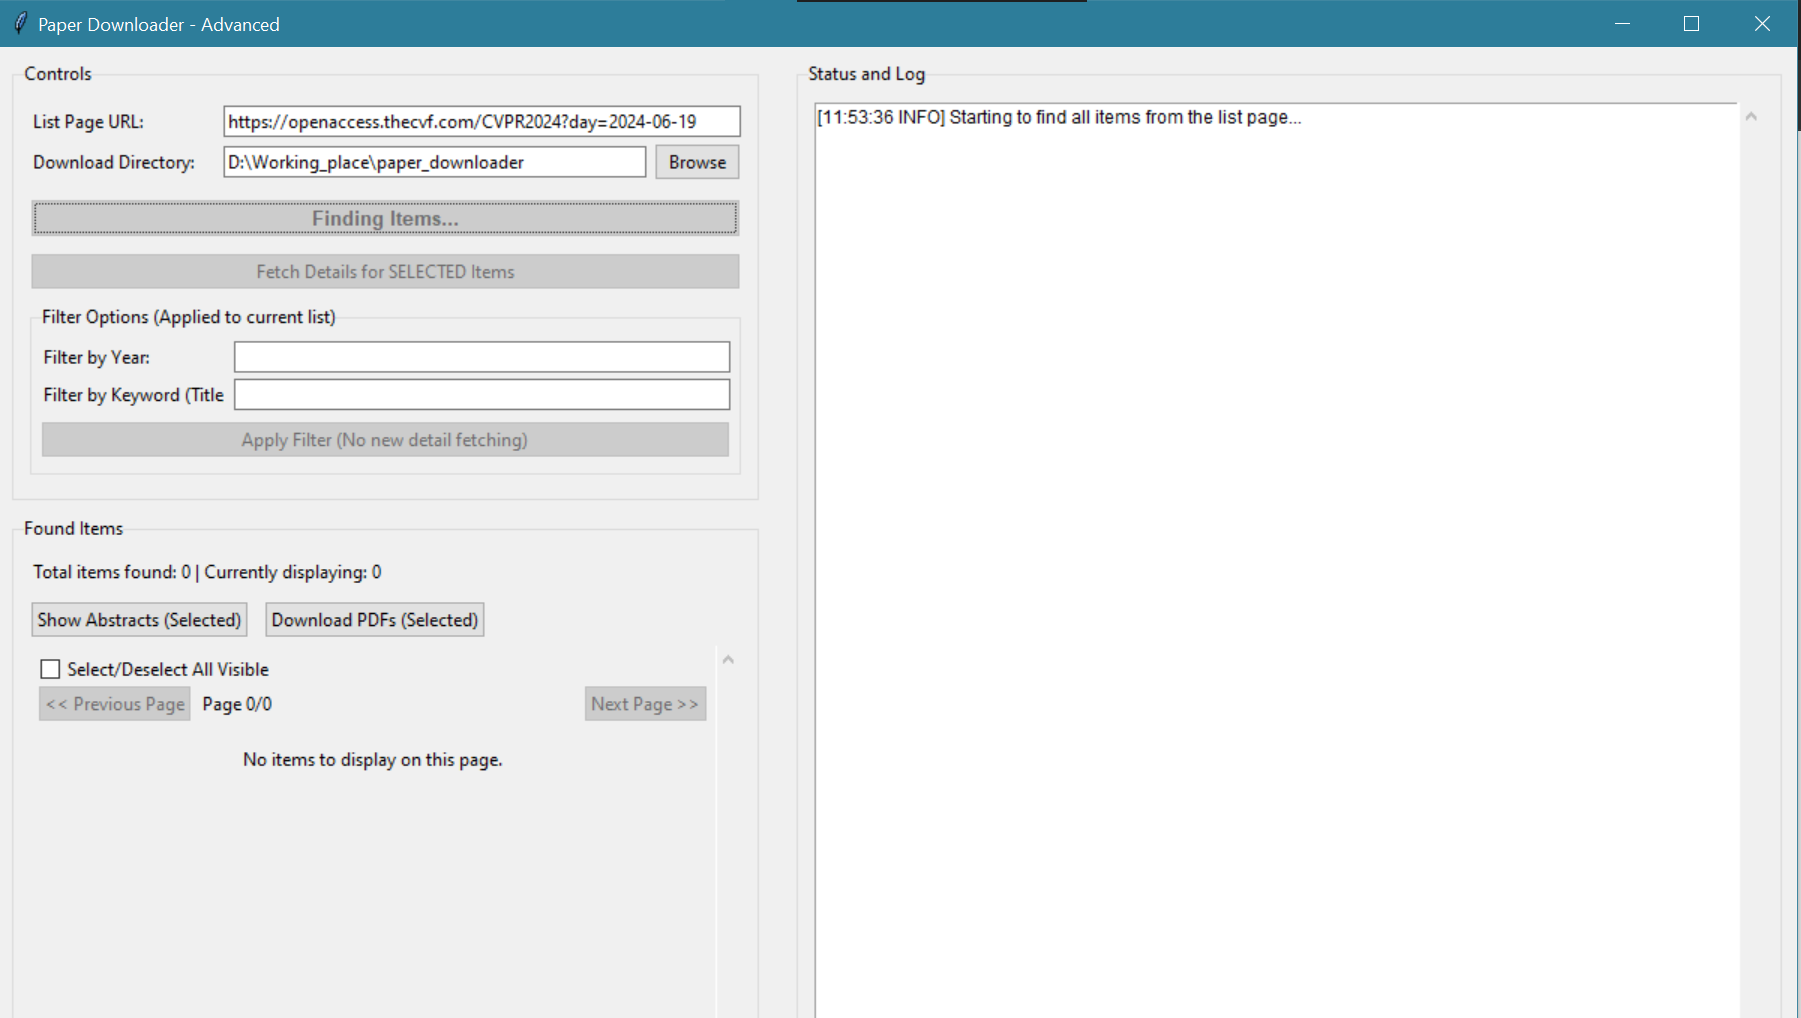 Paper Downloader - Advanced
Controls
List Page URL:
https://openaccess.thecvf.com/CVPR2024?day=2024-06-19
Download Directory:
D:\Working_place\paper_downloader
Browse
Finding Items...
Fetch Details for SELECTED Items
Filter Options (Applied to current list)
Filter by Year:
Filter by Keyword (Title
Apply Filter (No new detail fetching)
Found Items
Total items found: 0 | Currently displaying: 0
Show Abstracts (Selected)
Download PDFs (Selected)
Select/Deselect All Visible
<< Previous Page
Page 0/0
Next Page >>
No items to display on this page.
Status and Log
[11:53:36 INFO] Starting to find all items from the list page...